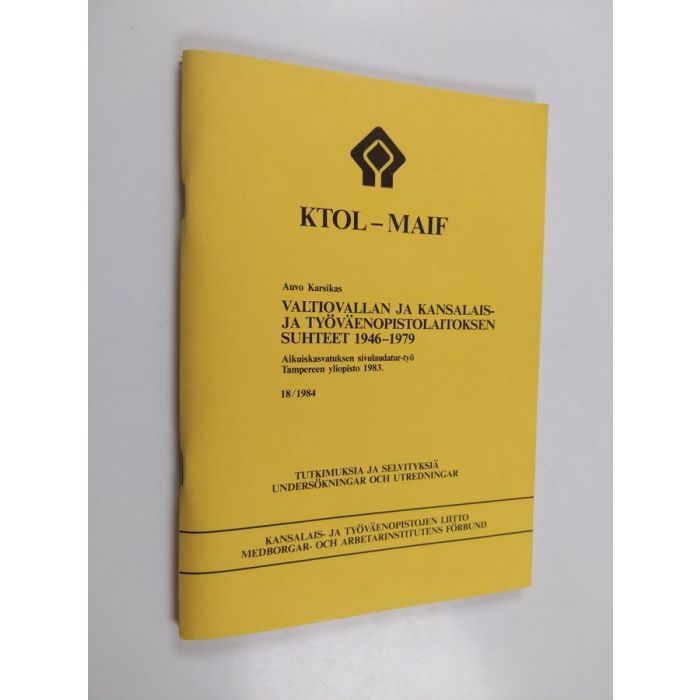 KTOL – MAIF
Auvo Karsikas
VALTIOVALLAN JA KANSALAIS-
JA TYÖVÄENOPISTOLAITOKSEN
SUHTEET 1946–1979
Aikuiskasvatuksen sivulaudatur-työ
Tampereen yliopisto 1983.
18/1984
TUTKIMUKSIA JA SELVITYKSIÄ
UNDERSÖKNINGAR OCH UTREDNINGAR
KANSALAIS- JA TYÖVÄENOPISTOJEN LIITTO
MEDBORGAR- OCH ARBETARINSTITUTENS FÖRBUND